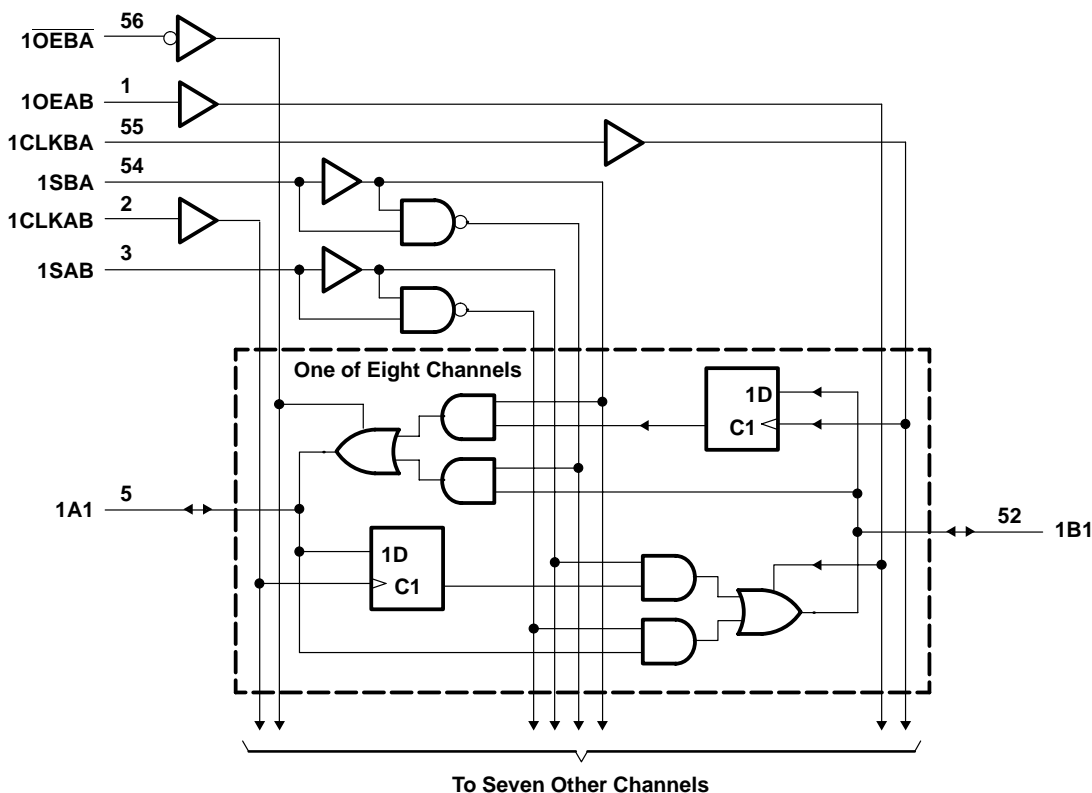 56
1O̅E̅B̅A̅
1
1OEAB
55
1CLKBA
54
1SBA
2
1CLKAB
3
1SAB
One of Eight Channels
1D
C1
5
1A1
52
1B1
1D
C1
To Seven Other Channels